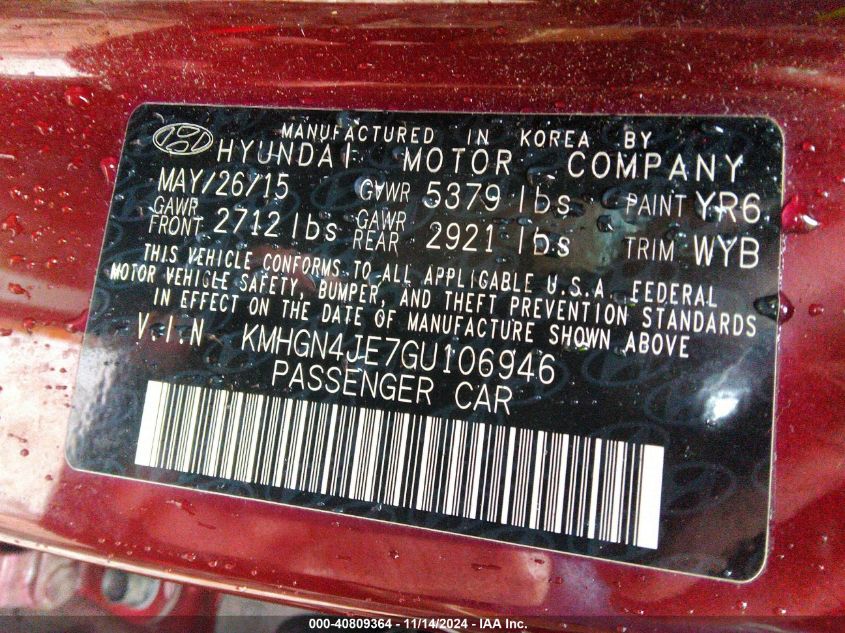 MANUFACTURED IN KOREA BY
HYUNDAI MOTOR COMPANY
MAY/26/15 GVWR 5379 lbs PAINT YR6
GAWR FRONT 2712 lbs GAWR REAR 2921 lbs TRIM WYB
THIS VEHICLE CONFORMS TO ALL APPLICABLE U.S.A. FEDERAL
MOTOR VEHICLE SAFETY, BUMPER, AND THEFT PREVENTION STANDARDS
IN EFFECT ON THE DATE OF MANUFACTURE SHOWN ABOVE
V.I.N KMHGN4JE7GU106946
PASSENGER CAR
000-40809364 - 11/14/2024 - IAA Inc.